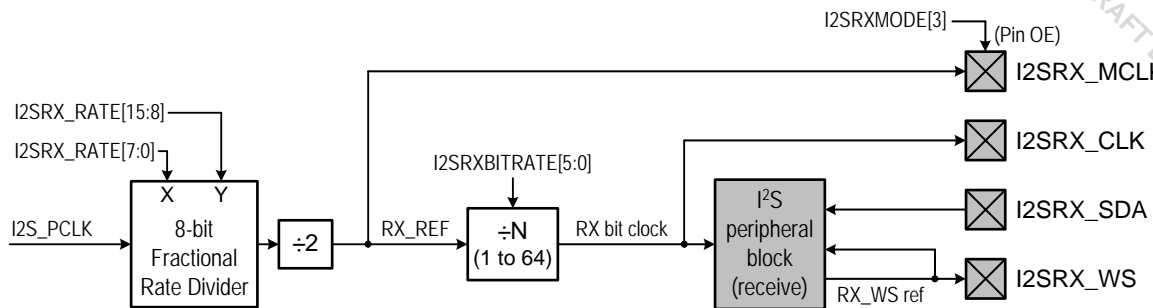 I2SRXMODE[3]
(Pin OE)
I2SRX_MCLK
I2SRX_RATE[15:8]
I2SRX_RATE[7:0]
X Y
I2S_PCLK
8-bit
Fractional
Rate Divider
÷2
RX_REF
I2SRXBITRATE[5:0]
÷N
(1 to 64)
RX bit clock
I2S
peripheral
block
(receive)
RX_WS ref
I2SRX_CLK
I2SRX_SDA
I2SRX_WS